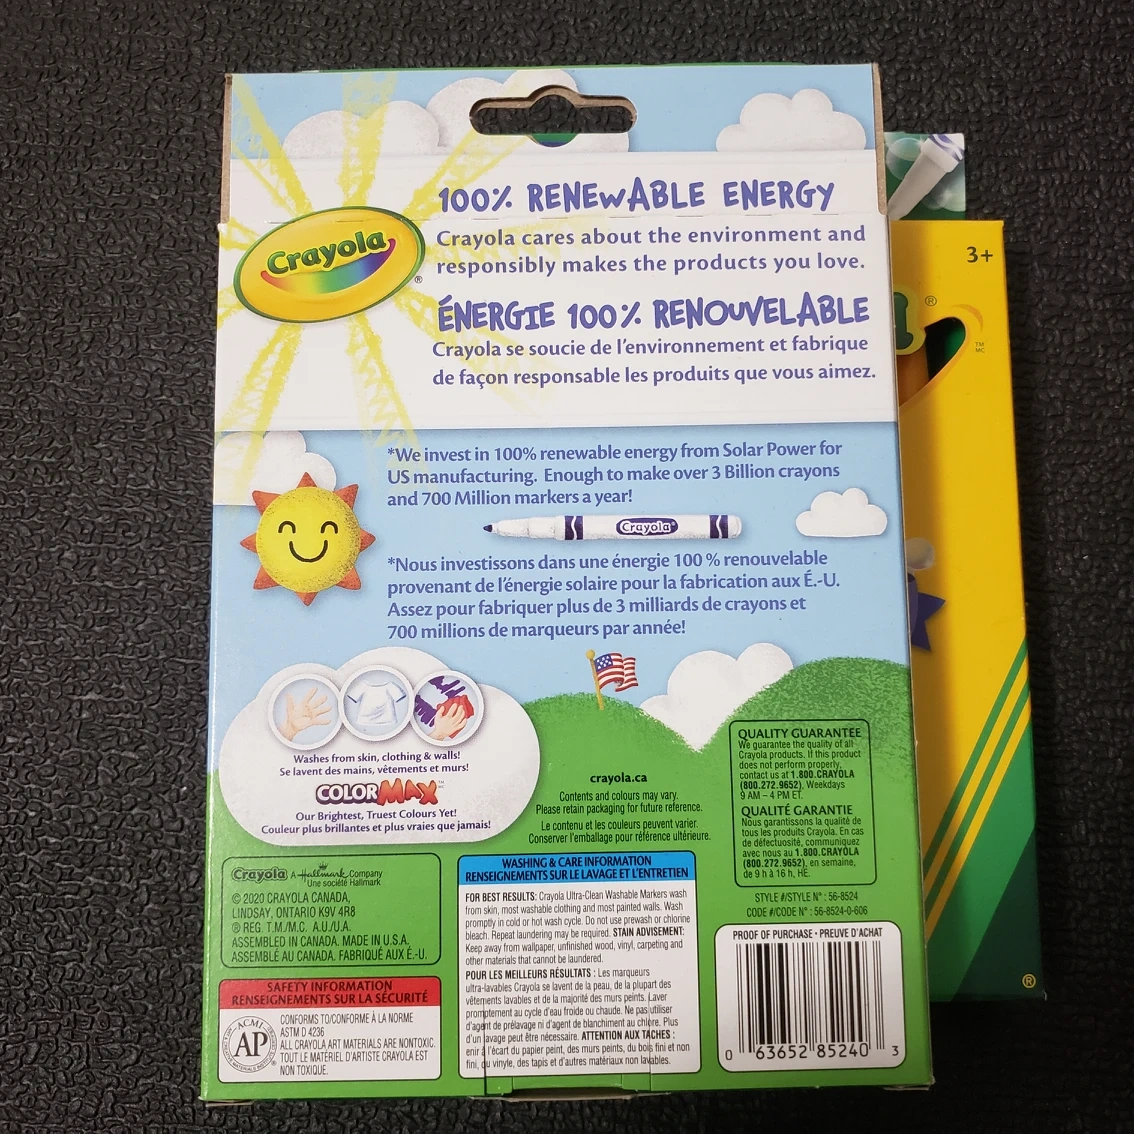 100% RENEWABLE ENERGY
Crayola®
Crayola cares about the environment and
responsibly makes the products you love.
ÉNERGIE 100% RENOUVELABLE
Crayola se soucie de l'environnement et fabrique
de façon responsable les produits que vous aimez.
3+
®
TM
MC
*We invest in 100% renewable energy from Solar Power for
US manufacturing. Enough to make over 3 Billion crayons
and 700 Million markers a year!
Crayola
*Nous investissons dans une énergie 100 % renouvelable
provenant de l'énergie solaire pour la fabrication aux É.-U.
Assez pour fabriquer plus de 3 milliards de crayons et
700 millions de marqueurs par année!
Washes from skin, clothing & walls!
Se lavent des mains, vêtements et murs!
COLORMAX™
MC
Our Brightest, Truest Colours Yet!
Couleur plus brillantes et plus vraies que jamais!
crayola.ca
Contents and colours may vary.
Please retain packaging for future reference.
Le contenu et les couleurs peuvent varier.
Conserver l'emballage pour référence ultérieure.
QUALITY GUARANTEE
We guarantee the quality of all
Crayola products. If this product
does not perform properly,
contact us at 1.800.CRAYOLA
(800.272.9652), Weekdays
9 AM – 4 PM ET.
QUALITÉ GARANTIE
Nous garantissons la qualité de
tous les produits Crayola. En cas
de défectuosité, communiquez
avec nous au 1.800.CRAYOLA
(800.272.9652), en semaine,
de 9 h à 16 h, HE.
STYLE #/STYLE N° : 56-8524
CODE #/CODE N° : 56-8524-0-606
Crayola A Hallmark Company
Une société Hallmark
© 2020 CRAYOLA CANADA,
LINDSAY, ONTARIO K9V 4R8
® REG. T.M./M.C. A.U./U.A.
ASSEMBLED IN CANADA. MADE IN U.S.A.
ASSEMBLÉ AU CANADA. FABRIQUÉ AUX É.-U.
SAFETY INFORMATION
RENSEIGNEMENTS SUR LA SÉCURITÉ
ACMI
AP
CONFORMS TO/CONFORME À LA NORME
ASTM D 4236
ALL CRAYOLA ART MATERIALS ARE NONTOXIC.
TOUT LE MATÉRIEL D'ARTISTE CRAYOLA EST
NON TOXIQUE.
WASHING & CARE INFORMATION
RENSEIGNEMENTS SUR LE LAVAGE ET L'ENTRETIEN
FOR BEST RESULTS: Crayola Ultra-Clean Washable Markers wash
from skin, most washable clothing and most painted walls. Wash
promptly in cold or hot wash cycle. Do not use prewash or chlorine
bleach. Repeat laundering may be required. STAIN ADVISEMENT:
Keep away from wallpaper, unfinished wood, vinyl, carpeting and
other materials that cannot be laundered.
POUR LES MEILLEURS RÉSULTATS : Les marqueurs
ultra-lavables Crayola se lavent de la peau, de la plupart des
vêtements lavables et de la majorité des murs peints. Laver
promptement au cycle d'eau froide ou chaude. Ne pas utiliser
d'agent de prélavage ni d'agent de blanchiment au chlore. Plus
d'un lavage peut être nécessaire. ATTENTION AUX TACHES :
enir à l'écart du papier peint, des murs peints, du bois fini et non
fini, du vinyle, des tapis et d'autres matériaux non lavables.
PROOF OF PURCHASE • PREUVE D'ACHAT
0 63652 85240 3
®